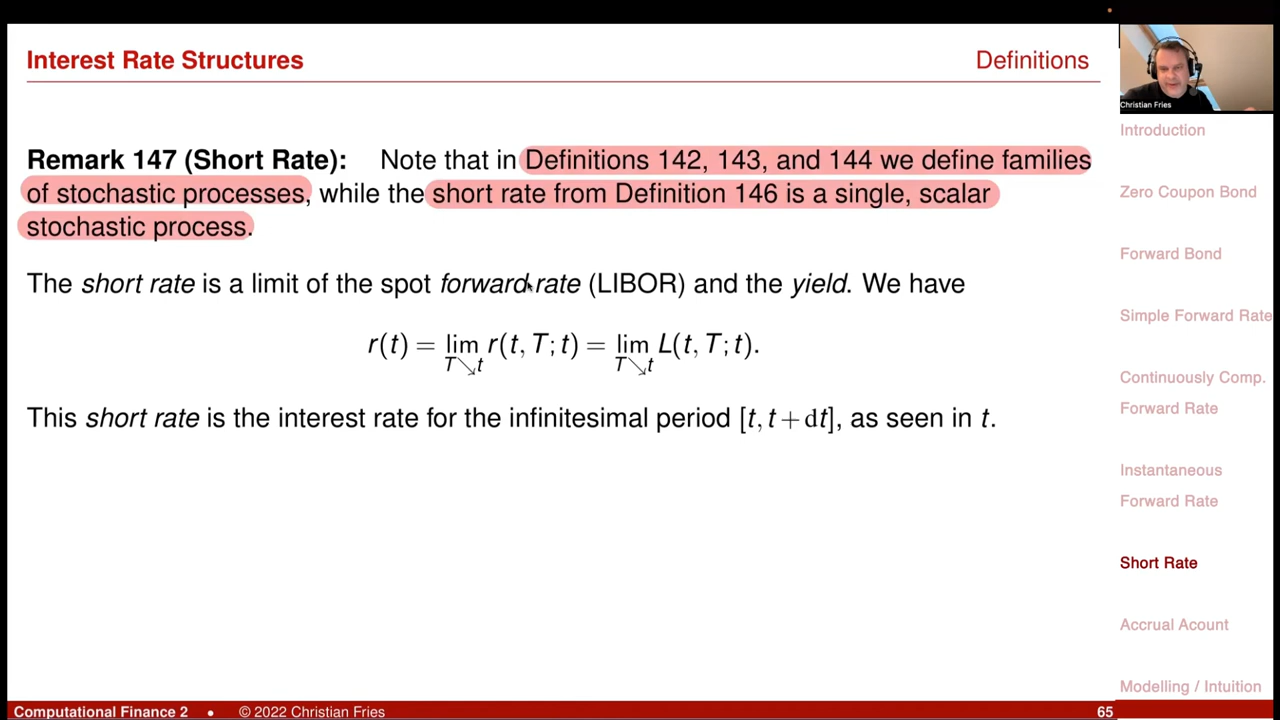 Interest Rate Structures
Definitions
Remark 147 (Short Rate): Note that in Definitions 142, 143, and 144 we define families
of stochastic processes, while the short rate from Definition 146 is a single, scalar
stochastic process.
The short rate is a limit of the spot forward rate (LIBOR) and the yield. We have
r(t) = lim_{T↘t} r(t, T; t) = lim_{T↘t} L(t, T; t).
This short rate is the interest rate for the infinitesimal period [t, t + dt], as seen in t.
Christian Fries
Introduction
Zero Coupon Bond
Forward Bond
Simple Forward Rate
Continuously Comp.
Forward Rate
Instantaneous
Forward Rate
Short Rate
Accrual Acount
Modelling / Intuition
Computational Finance 2 • © 2022 Christian Fries
65